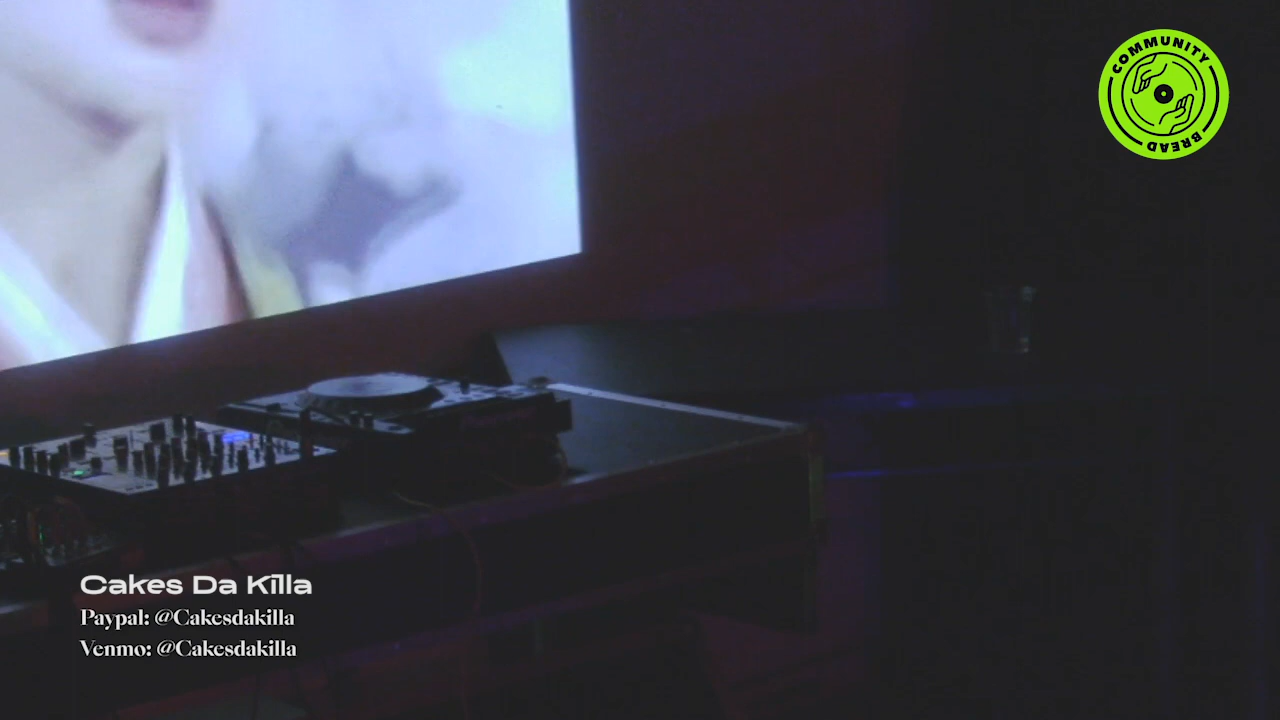 COMMUNITY
BREAD
Cakes Da Killa
Paypal: @Cakesdakilla
Venmo: @Cakesdakilla